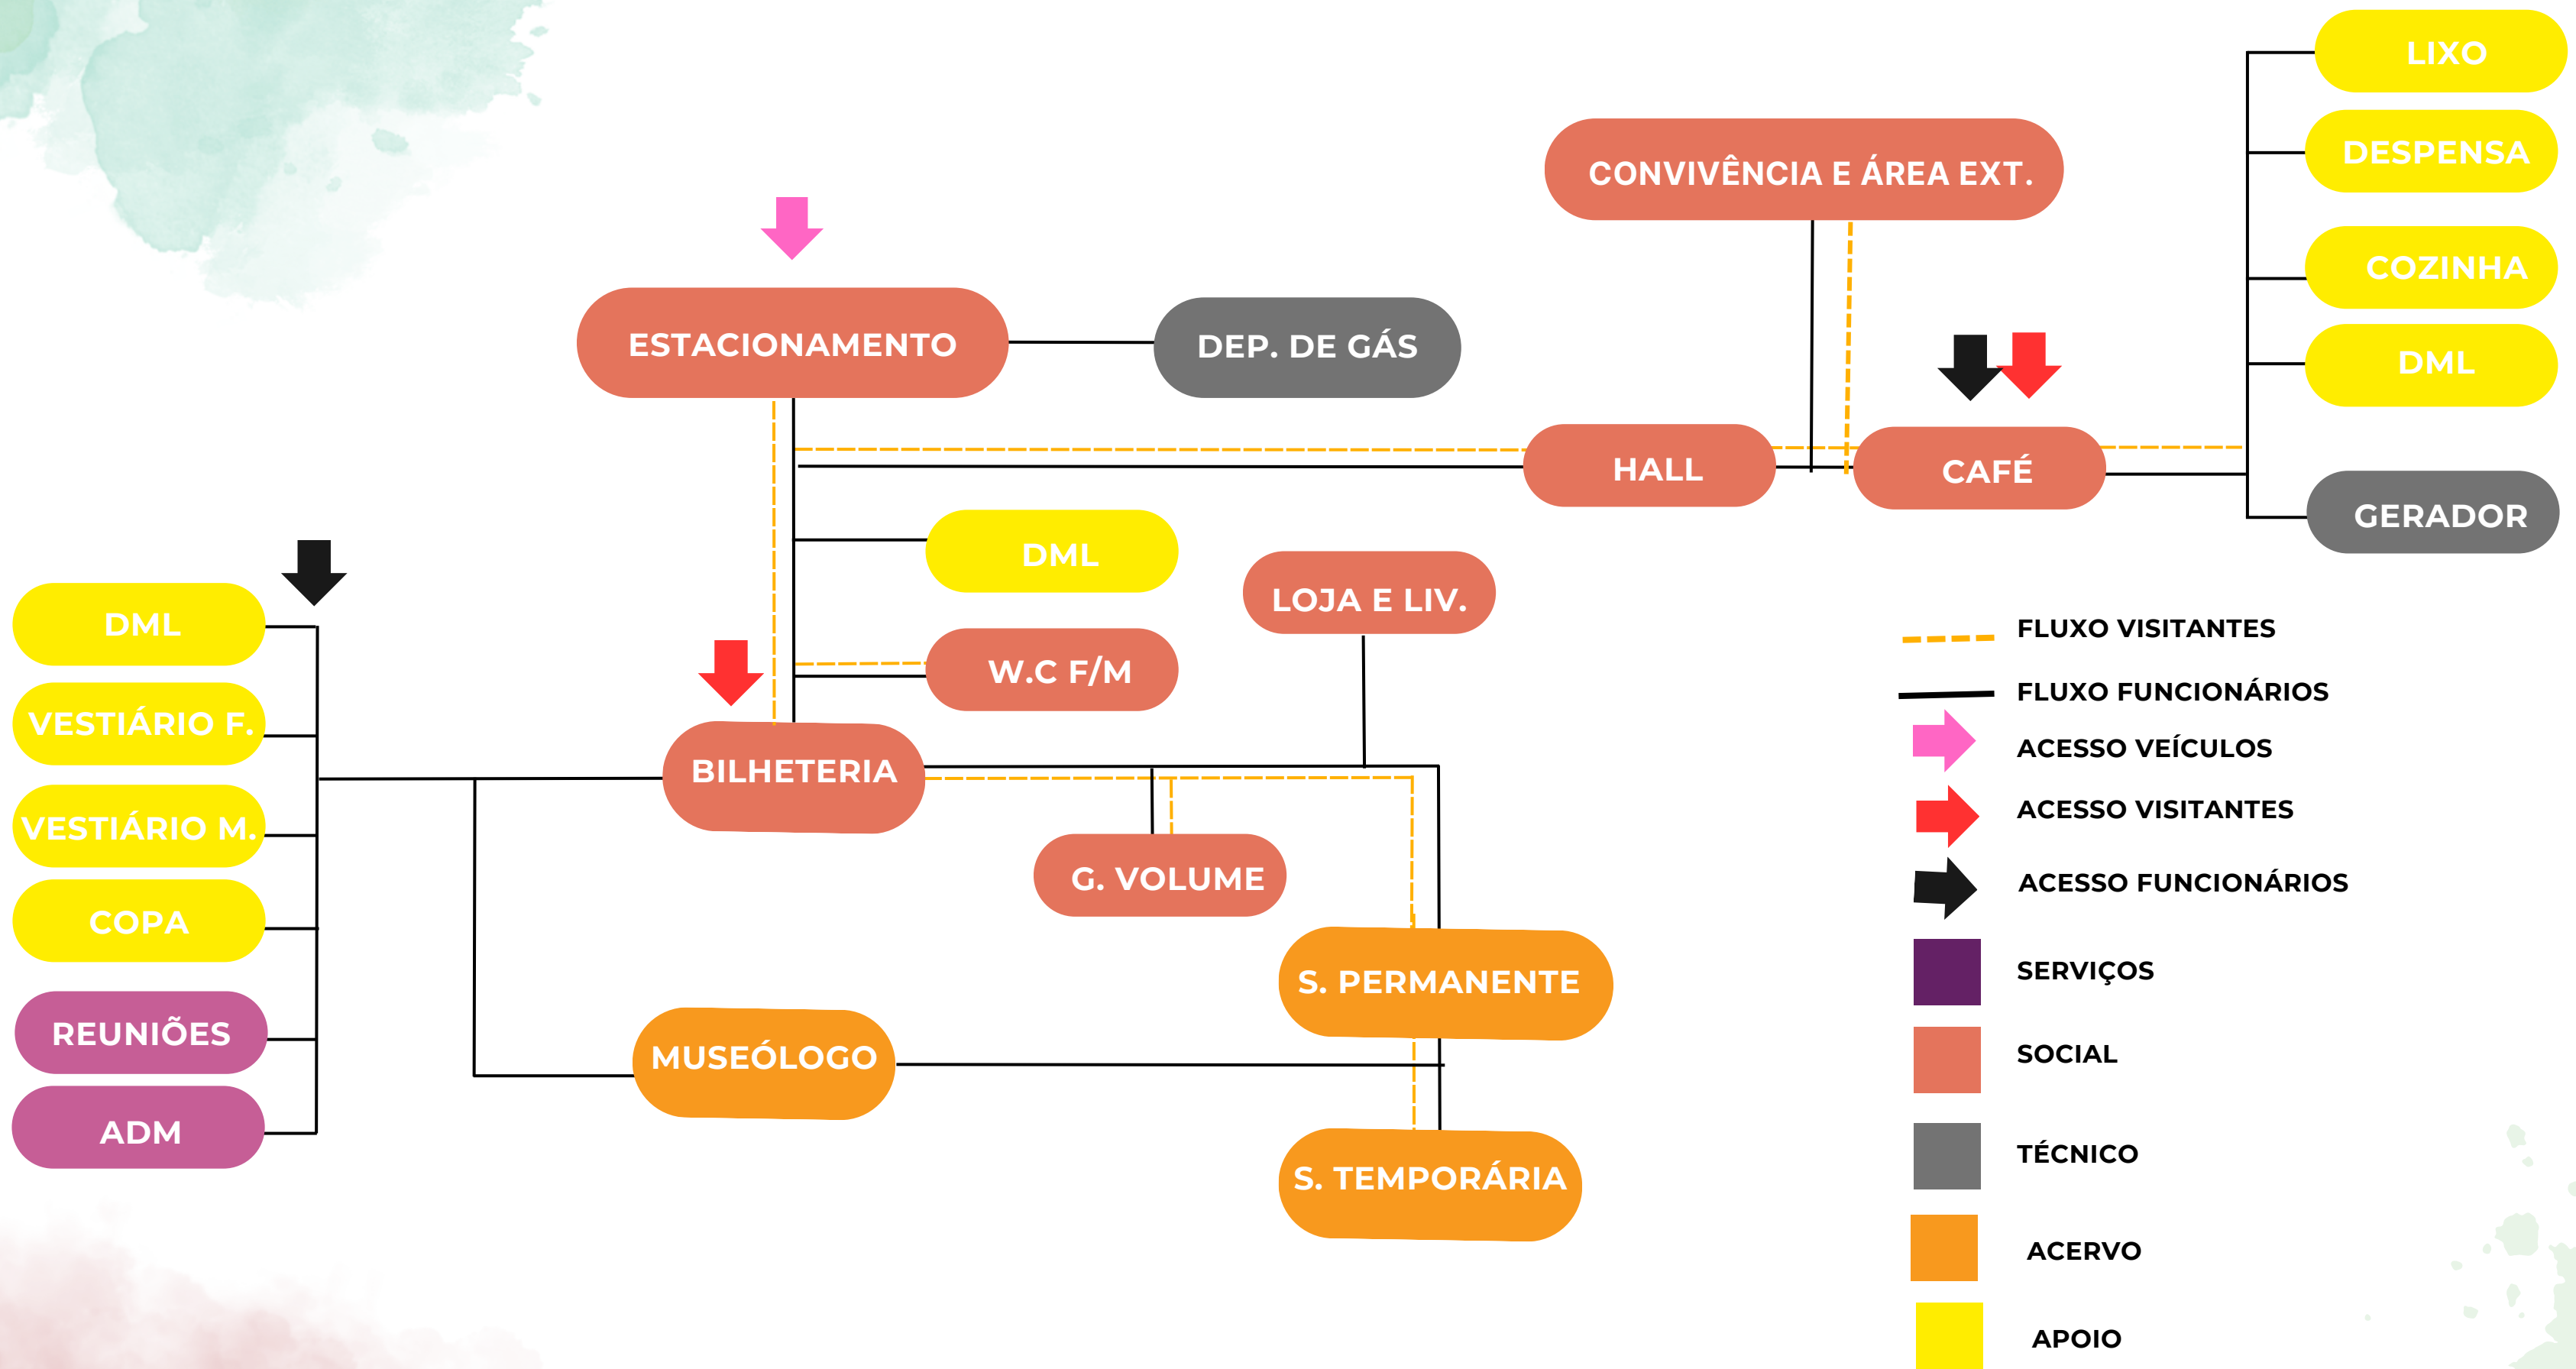 LIXO
DESPENSA
CONVIVÊNCIA E ÁREA EXT.
COZINHA
ESTACIONAMENTO
DEP. DE GÁS
DML
HALL
CAFÉ
GERADOR
DML
LOJA E LIV.
DML
W.C F/M
VESTIÁRIO F.
BILHETERIA
VESTIÁRIO M.
G. VOLUME
COPA
S. PERMANENTE
REUNIÕES
MUSEÓLOGO
ADM
S. TEMPORÁRIA
FLUXO VISITANTES
FLUXO FUNCIONÁRIOS
ACESSO VEÍCULOS
ACESSO VISITANTES
ACESSO FUNCIONÁRIOS
SERVIÇOS
SOCIAL
TÉCNICO
ACERVO
APOIO